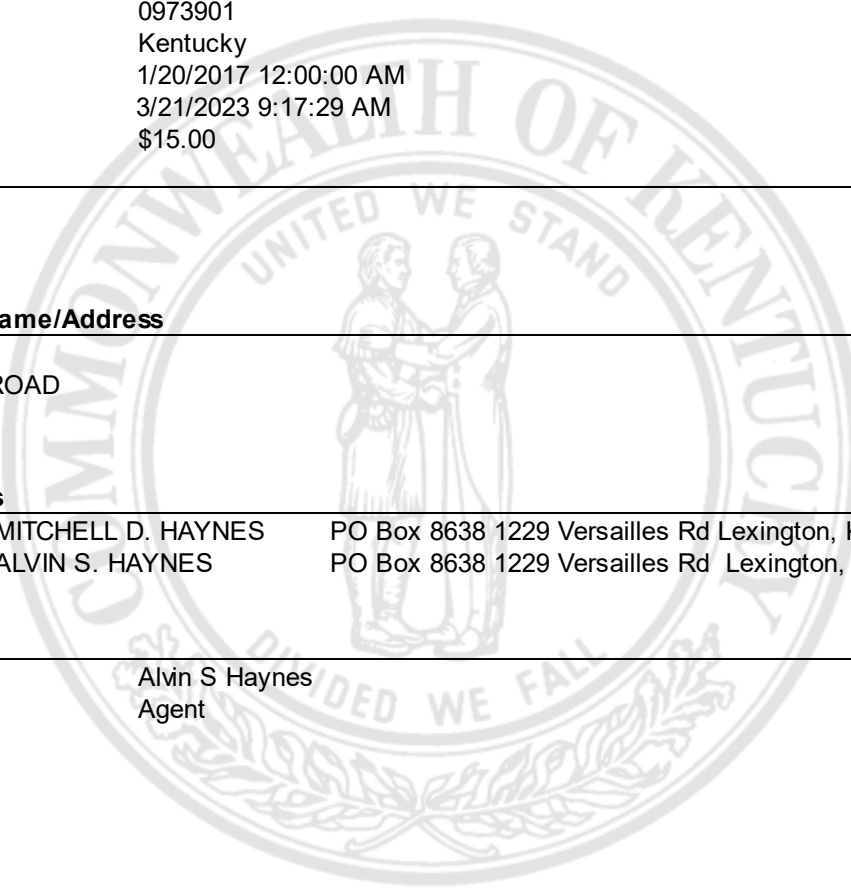 0973901
Kentucky
1/20/2017 12:00:00 AM
3/21/2023 9:17:29 AM
$15.00
COMMONWEALTH OF KENTUCKY
UNITED WE STAND
ame/Address
ROAD
s
MITCHELL D. HAYNES PO Box 8638 1229 Versailles Rd Lexington, K
ALVIN S. HAYNES PO Box 8638 1229 Versailles Rd Lexington,
DIVIDED WE FALL
Alvin S Haynes
Agent